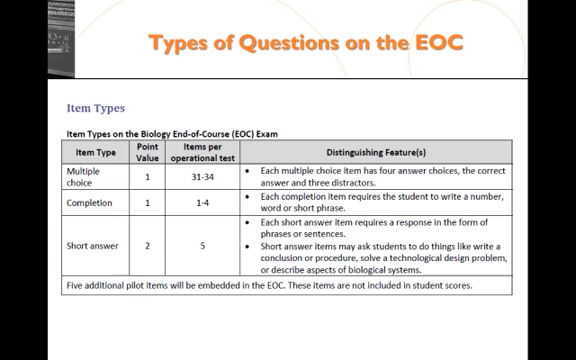 Types of Questions on the EOC
Item Types
Item Types on the Biology End-of-Course (EOC) Exam
Item Type Point Value Items per operational test Distinguishing Feature(s)
Multiple choice 1 31-34 • Each multiple choice item has four answer choices, the correct
answer and three distractors.
Completion 1 1-4 • Each completion item requires the student to write a number,
word or short phrase.
Short answer 2 5 • Each short answer item requires a response in the form of
phrases or sentences.
• Short answer items may ask students to do things like write a
conclusion or procedure, solve a technological design problem,
or describe aspects of biological systems.
Five additional pilot items will be embedded in the EOC. These items are not included in student scores.